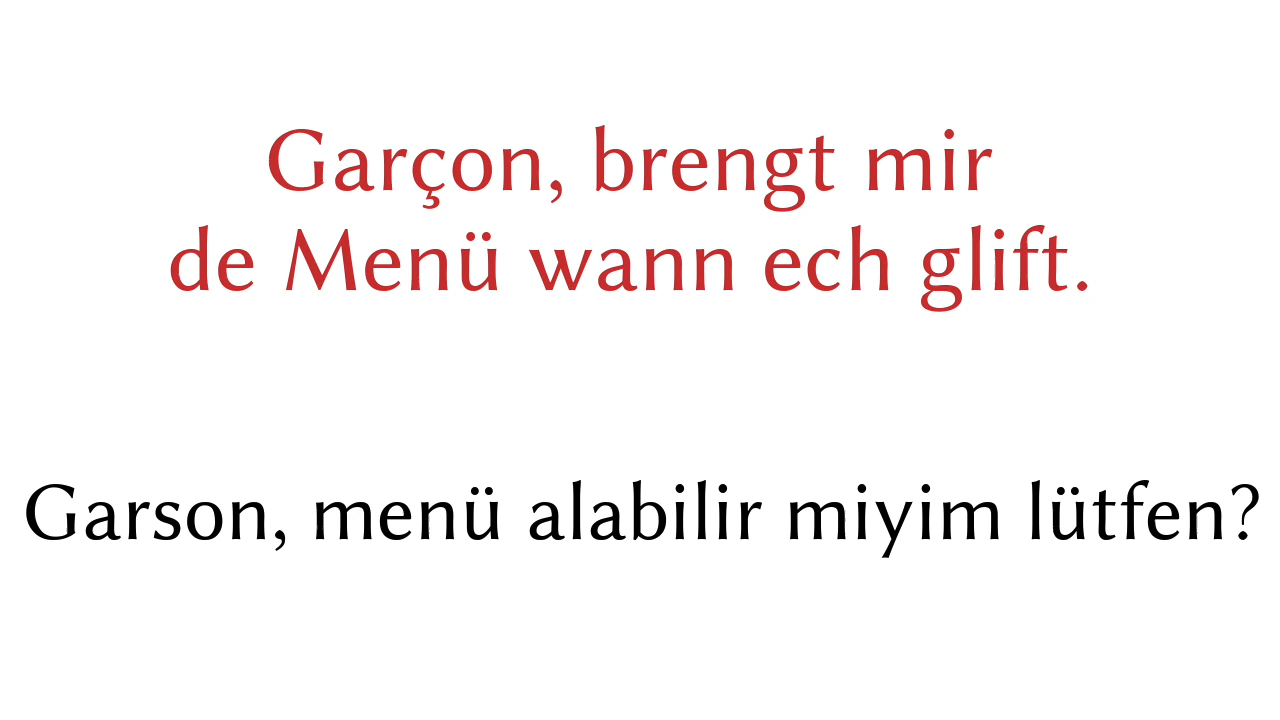 Garçon, brengt mir
de Menü wann ech glift.
Garson, menü alabilir miyim lütfen?